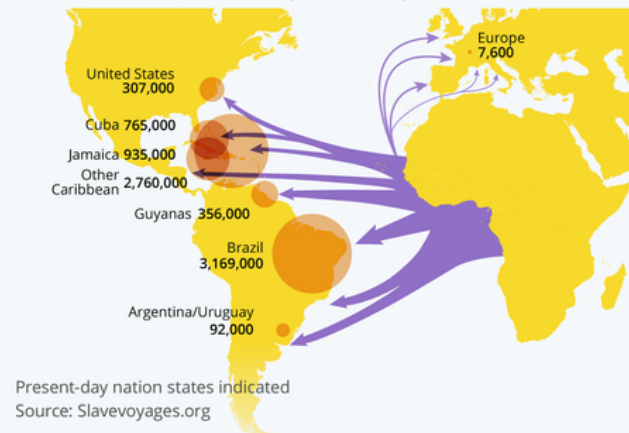 Europe
7,600
United States
307,000
Cuba 765,000
Jamaica 935,000
Other
Caribbean 2,760,000
Guyanas 356,000
Brazil
3,169,000
Argentina/Uruguay
92,000
Present-day nation states indicated
Source: Slavevoyages.org